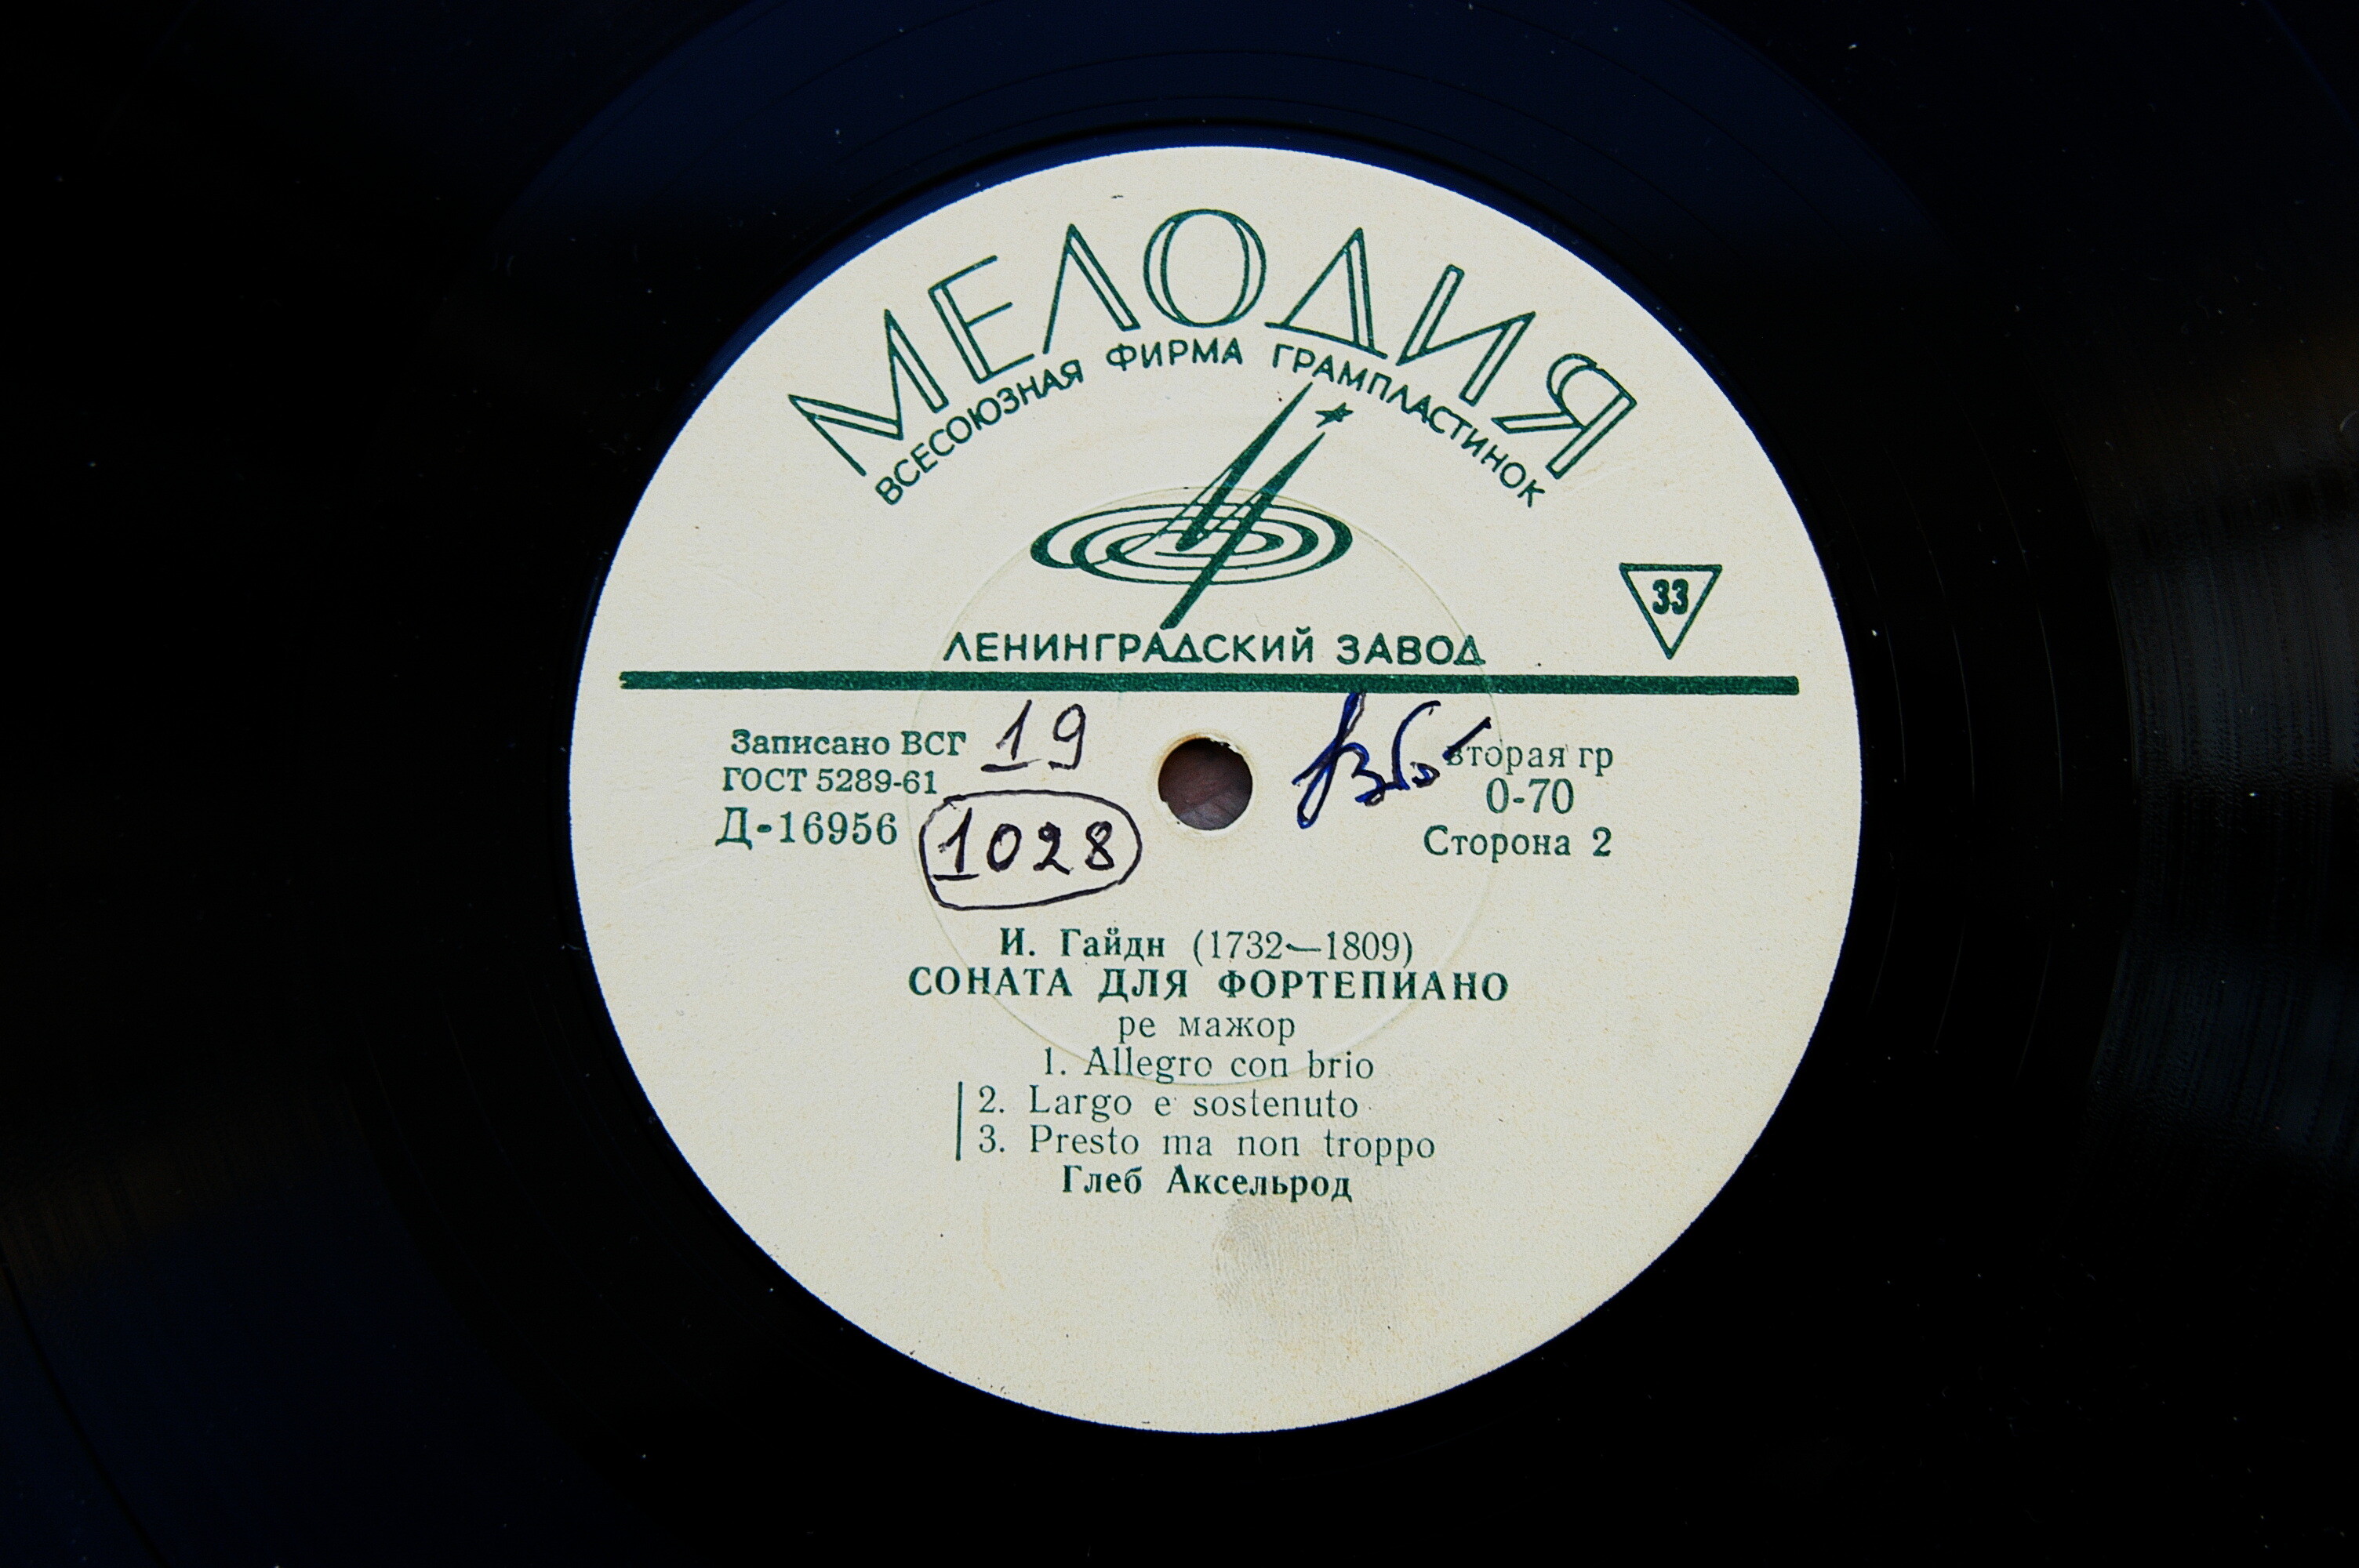 МЕЛОДИЯ
ВСЕСОЮЗНАЯ ФИРМА ГРАМПЛАСТИНОК
33
ЛЕНИНГРАДСКИЙ ЗАВОД
Записано ВСГ
ГОСТ 5289-61
Д-16956
19
1028
вторая гр
0-70
Сторона 2
И. Гайдн (1732—1809)
СОНАТА ДЛЯ ФОРТЕПИАНО
ре мажор
1. Allegro con brio
2. Largo e sostenuto
3. Presto ma non troppo
Глеб Аксельрод